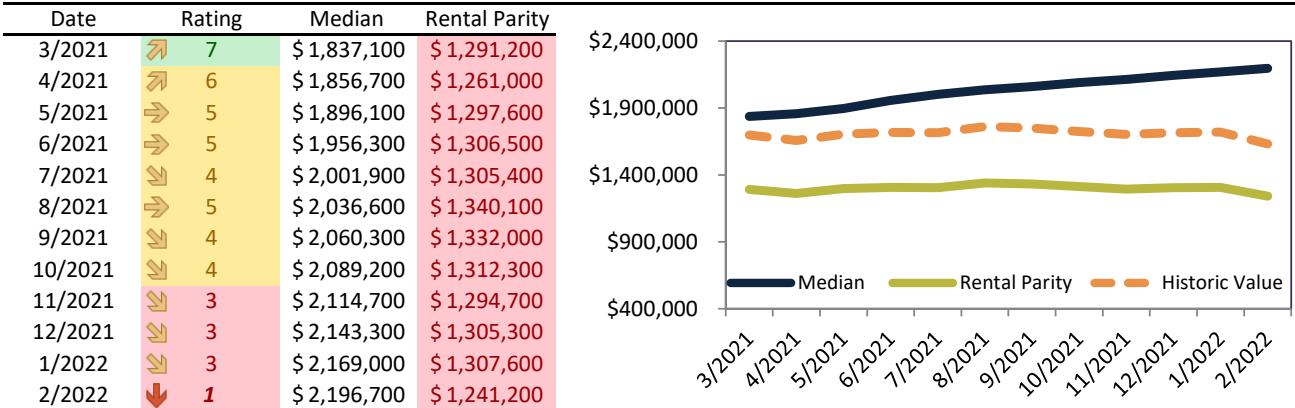 Date Rating Median Rental Parity
3/2021 7 $ 1,837,100 $ 1,291,200
4/2021 6 $ 1,856,700 $ 1,261,000
5/2021 5 $ 1,896,100 $ 1,297,600
6/2021 5 $ 1,956,300 $ 1,306,500
7/2021 4 $ 2,001,900 $ 1,305,400
8/2021 5 $ 2,036,600 $ 1,340,100
9/2021 4 $ 2,060,300 $ 1,332,000
10/2021 4 $ 2,089,200 $ 1,312,300
11/2021 3 $ 2,114,700 $ 1,294,700
12/2021 3 $ 2,143,300 $ 1,305,300
1/2022 3 $ 2,169,000 $ 1,307,600
2/2022 1 $ 2,196,700 $ 1,241,200
$2,400,000
$1,900,000
$1,400,000
$900,000
$400,000
Median Rental Parity Historic Value
3/2021 4/2021 5/2021 6/2021 7/2021 8/2021 9/2021 10/2021 11/2021 12/2021 1/2022 2/2022